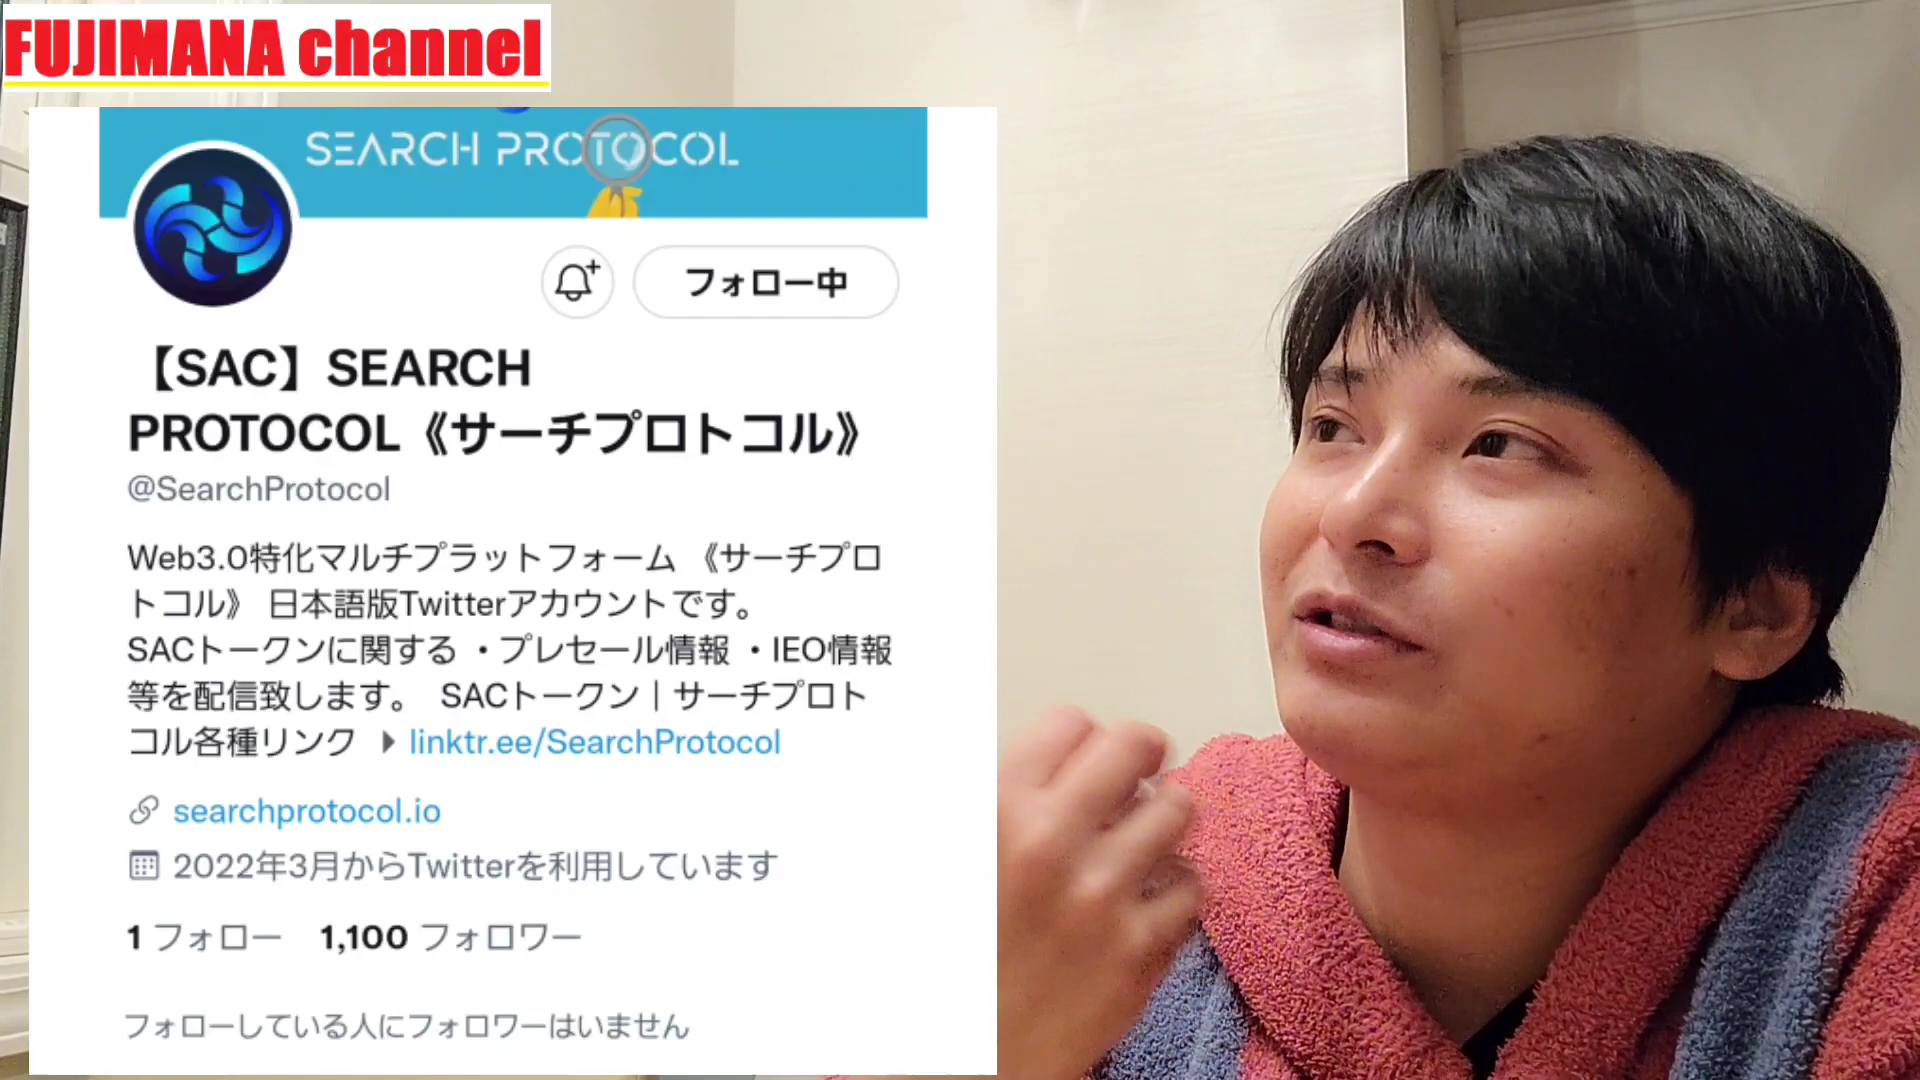 FUJIMANA channel
SEARCH PROTOCOL
フォロー中
【SAC】SEARCH
PROTOCOL《サーチプロトコル》
@SearchProtocol
Web3.0特化マルチプラットフォーム 《サーチプロ
トコル》 日本語版Twitterアカウントです。
SACトークンに関する ・プレセール情報 ・IEO情報
等を配信致します。 SACトークン｜サーチプロト
コル各種リンク ▶ linktr.ee/SearchProtocol
searchprotocol.io
2022年3月からTwitterを利用しています
1 フォロー 1,100 フォロワー
フォローしている人にフォロワーはいません